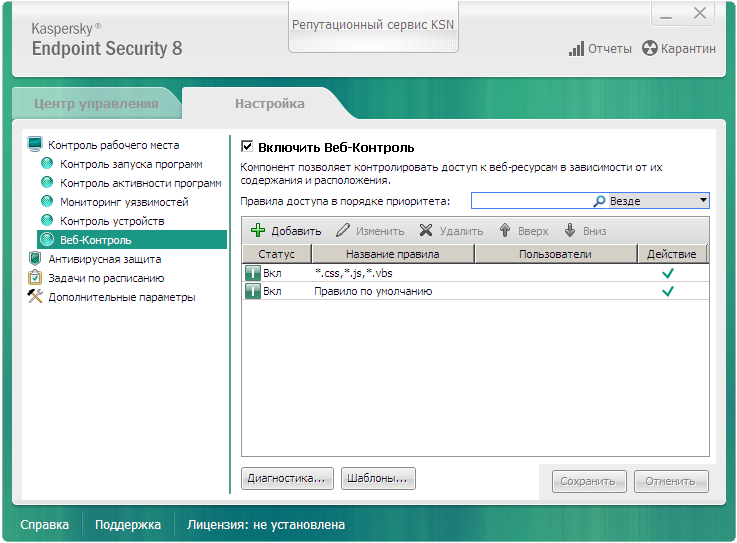 Kaspersky ®
Endpoint Security 8
Репутационный сервис KSN
Отчеты
Карантин
Центр управления
Настройка
Контроль рабочего места
Контроль запуска программ
Контроль активности программ
Мониторинг уязвимостей
Контроль устройств
Веб-Контроль
Антивирусная защита
Задачи по расписанию
Дополнительные параметры
Включить Веб-Контроль
Компонент позволяет контролировать доступ к веб-ресурсам в зависимости от их
содержания и расположения.
Правила доступа в порядке приоритета:
Везде
Добавить
Изменить
Удалить
Вверх
Вниз
Статус
Название правила
Пользователи
Действие
Вкл
*.css,*.js,*.vbs
Вкл
Правило по умолчанию
Диагностика...
Шаблоны...
Сохранить
Отменить
Справка
Поддержка
Лицензия: не установлена